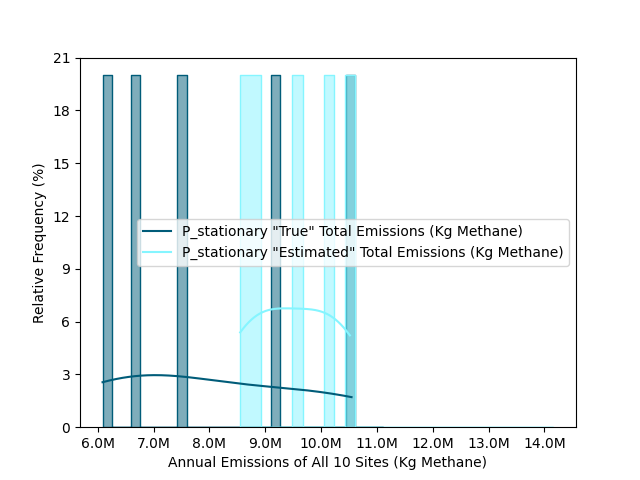 21
18
15
12
9
6
3
0
Relative Frequency (%)
P_stationary "True" Total Emissions (Kg Methane)
P_stationary "Estimated" Total Emissions (Kg Methane)
6.0M 7.0M 8.0M 9.0M 10.0M 11.0M 12.0M 13.0M 14.0M
Annual Emissions of All 10 Sites (Kg Methane)